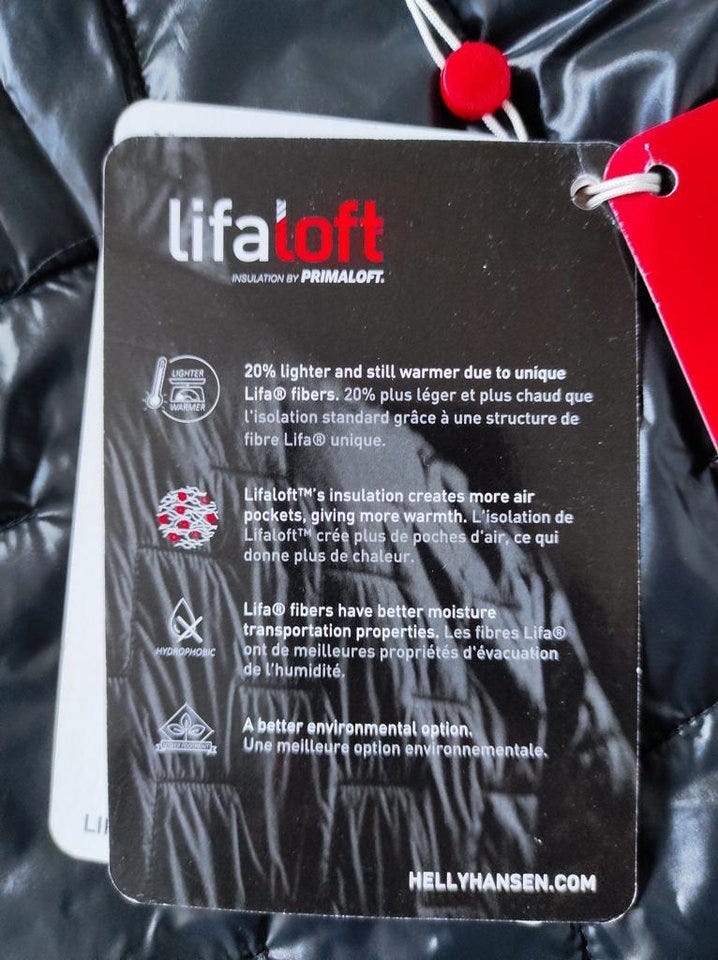 lifaloft
INSULATION BY PRIMALOFT.
LIGHTER
WARMER
20% lighter and still warmer due to unique
Lifa® fibers. 20% plus léger et plus chaud que
l'isolation standard grâce à une structure de
fibre Lifa® unique.
Lifaloft™'s insulation creates more air
pockets, giving more warmth. L'isolation de
Lifaloft™ crée plus de poches d'air, ce qui
donne plus de chaleur.
HYDROPHOBIC
Lifa® fibers have better moisture
transportation properties. Les fibres Lifa®
ont de meilleures propriétés d'évacuation
de l'humidité.
A better environmental option.
Une meilleure option environnementale.
HELLYHANSEN.COM